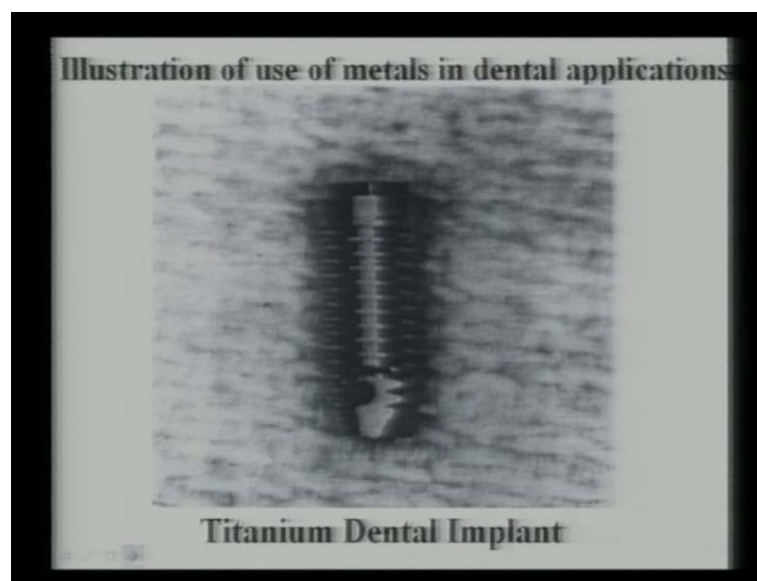 Illustration of use of metals in dental applications
Titanium Dental Implant